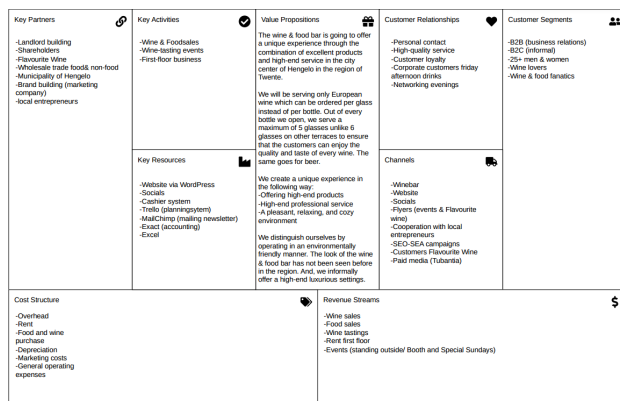 Key Partners
-Landlord building
-Shareholders
-Flavourite Wine
-Wholesale trade food& non-food
-Municipality of Hengelo
-Brand building (marketing
company)
-local entrepreneurs
Key Activities
-Wine & Foodsales
-Wine-tasting events
-First-floor business
Key Resources
-Website via WordPress
-Socials
-Cashier system
-Trello (planningsytem)
-MailChimp (mailing newsletter)
-Exact (accounting)
-Excel
Value Propositions
The wine & food bar is going to offer
a unique experience through the
combination of excellent products
and high-end service in the city
center of Hengelo in the region of
Twente.
We will be serving only European
wine which can be ordered per glass
instead of per bottle. Out of every
bottle we open, we serve a
maximum of 5 glasses unlike 6
glasses on other terraces to ensure
that the customers can enjoy the
quality and taste of every wine. The
same goes for beer.
We create a unique experience in
the following way:
-Offering high-end products
-High-end professional service
-A pleasant, relaxing, and cozy
environment
We distinguish ourselves by
operating in an environmentally
friendly manner. The look of the wine
& food bar has not been seen before
in the region. And, we informally
offer a high-end luxurious settings.
Customer Relationships
-Personal contact
-High-quality service
-Customer loyalty
-Corporate customers friday
afternoon drinks
-Networking evenings
Channels
-Winebar
-Website
-Socials
-Flyers (events & Flavourite
wine)
-Cooperation with local
entrepreneurs
-SEO-SEA campaigns
-Customers Flavourite Wine
-Paid media (Tubantia)
Customer Segments
-B2B (business relations)
-B2C (informal)
-25+ men & women
-Wine lovers
-Wine & food fanatics
Cost Structure
-Overhead
-Rent
-Food and wine
purchase
-Depreciation
-Marketing costs
-General operating
expenses
Revenue Streams
-Wine sales
-Food sales
-Wine tastings
-Rent first floor
-Events (standing outside/ Booth and Special Sundays)